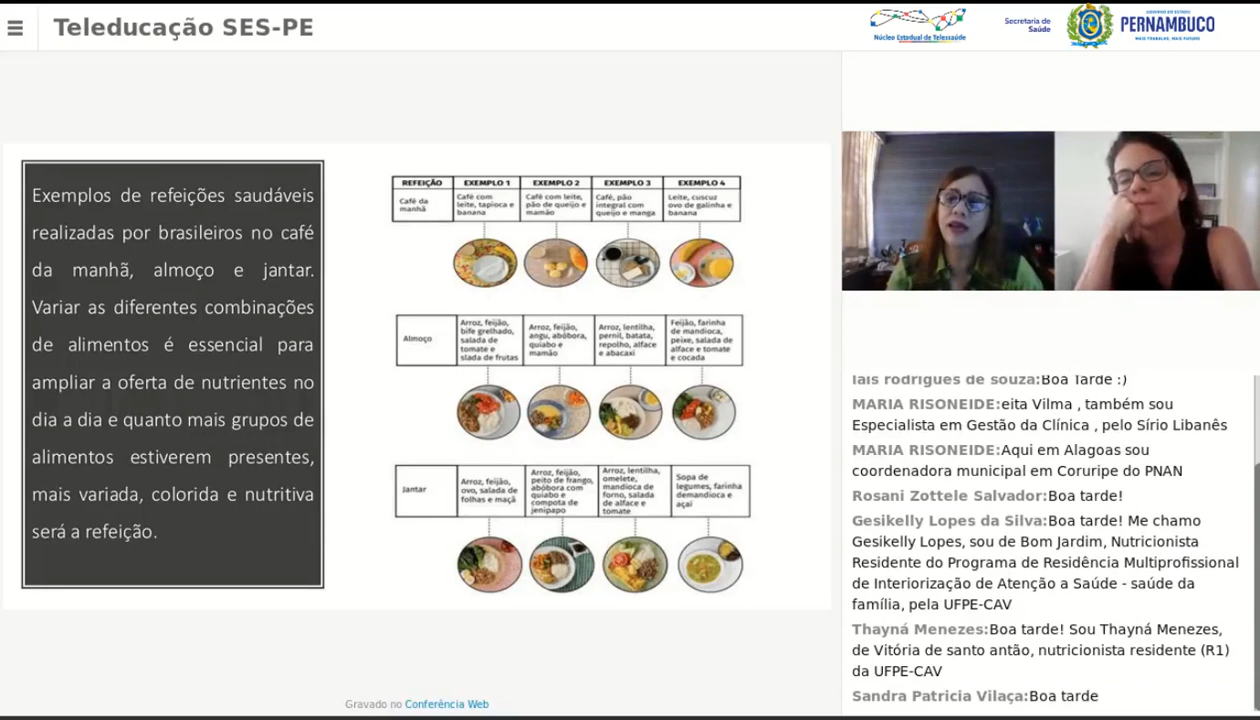 Teleducação SES-PE
Núcleo Estadual de Telessaúde
Secretaria de
Saúde
GOVERNO DO ESTADO
PERNAMBUCO
MAIS TRABALHO, MAIS FUTURO
Exemplos de refeições saudáveis
realizadas por brasileiros no café
da manhã, almoço e jantar.
Variar as diferentes combinações
de alimentos é essencial para
ampliar a oferta de nutrientes no
dia a dia e quanto mais grupos de
alimentos estiverem presentes,
mais variada, colorida e nutritiva
será a refeição.
REFEIÇÃO EXEMPLO 1 EXEMPLO 2 EXEMPLO 3 EXEMPLO 4
Café da
manhã
Café com
leite, tapioca e
banana
Café com leite,
pão de queijo e
mamão
Café, pão
integral com
queijo e manga
Leite, cuscuz
ovo de galinha e
banana
Almoço
Arroz, feijão,
bife grelhado,
salada de
tomate e
slada de frutas
Arroz, feijão,
angu, abóbora,
quiabo e
mamão
Arroz, lentilha,
pernil, batata,
repolho, alface
e abacaxi
Feijão, farinha
de mandioca,
peixe, salada de
alface e tomate
e cocada
Jantar
Arroz, feijão,
ovo, salada de
folhas e maçã
Arroz, feijão,
peito de frango,
abóbora com
quiabo e
compota de
jenipapo
Arroz, lentilha,
omelete,
mandioca de
forno, salada
de alface e
tomate
Sopa de
legumes, farinha
demandioca e
açaí
lais rodrigues de souza:Boa Tarde :)
MARIA RISONEIDE:eita Vilma , também sou
Especialista em Gestão da Clínica , pelo Sírio Libanês
MARIA RISONEIDE:Aqui em Alagoas sou
coordenadora municipal em Coruripe do PNAN
Rosani Zottele Salvador:Boa tarde!
Gesikelly Lopes da Silva:Boa tarde! Me chamo
Gesikelly Lopes, sou de Bom Jardim, Nutricionista
Residente do Programa de Residência Multiprofissional
de Interiorização de Atenção a Saúde - saúde da
família, pela UFPE-CAV
Thayná Menezes:Boa tarde! Sou Thayná Menezes,
de Vitória de santo antão, nutricionista residente (R1)
da UFPE-CAV
Sandra Patricia Vilaça:Boa tarde
Gravado no Conferência Web